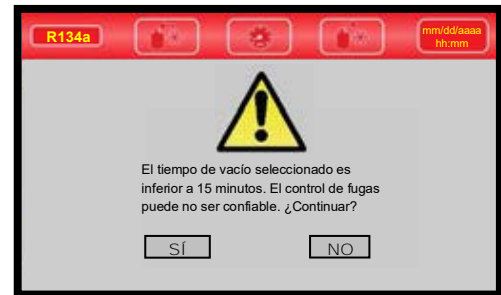 R134a
mm/dd/aaaa
hh:mm
El tiempo de vacío seleccionado es
inferior a 15 minutos. El control de fugas
puede no ser confiable. ¿Continuar?
SÍ
NO